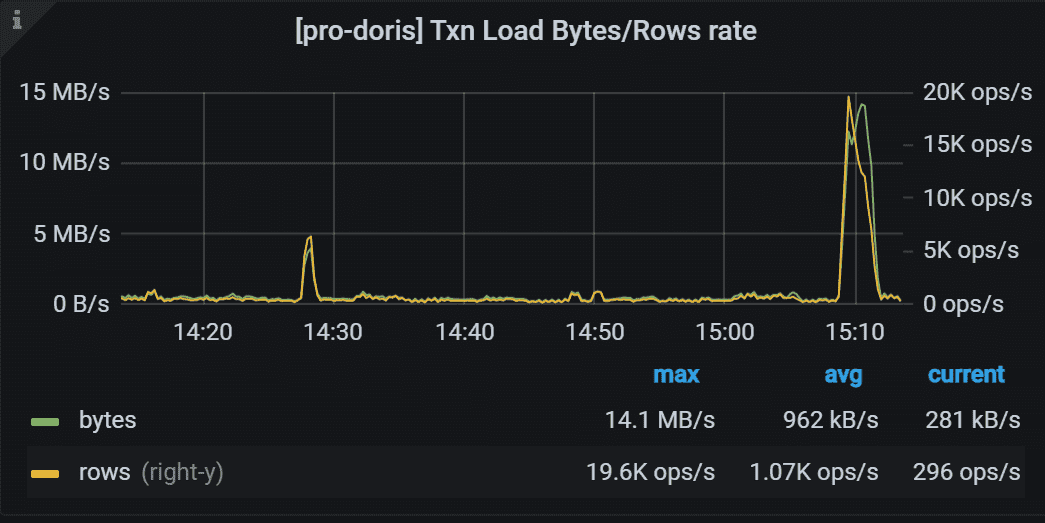 [pro-doris] Txn Load Bytes/Rows rate
15 MB/s 20K ops/s
15K ops/s
10 MB/s
10K ops/s
5 MB/s
5K ops/s
0 B/s 0 ops/s
14:20 14:30 14:40 14:50 15:00 15:10
max avg current
bytes 14.1 MB/s 962 kB/s 281 kB/s
rows (right-y) 19.6K ops/s 1.07K ops/s 296 ops/s